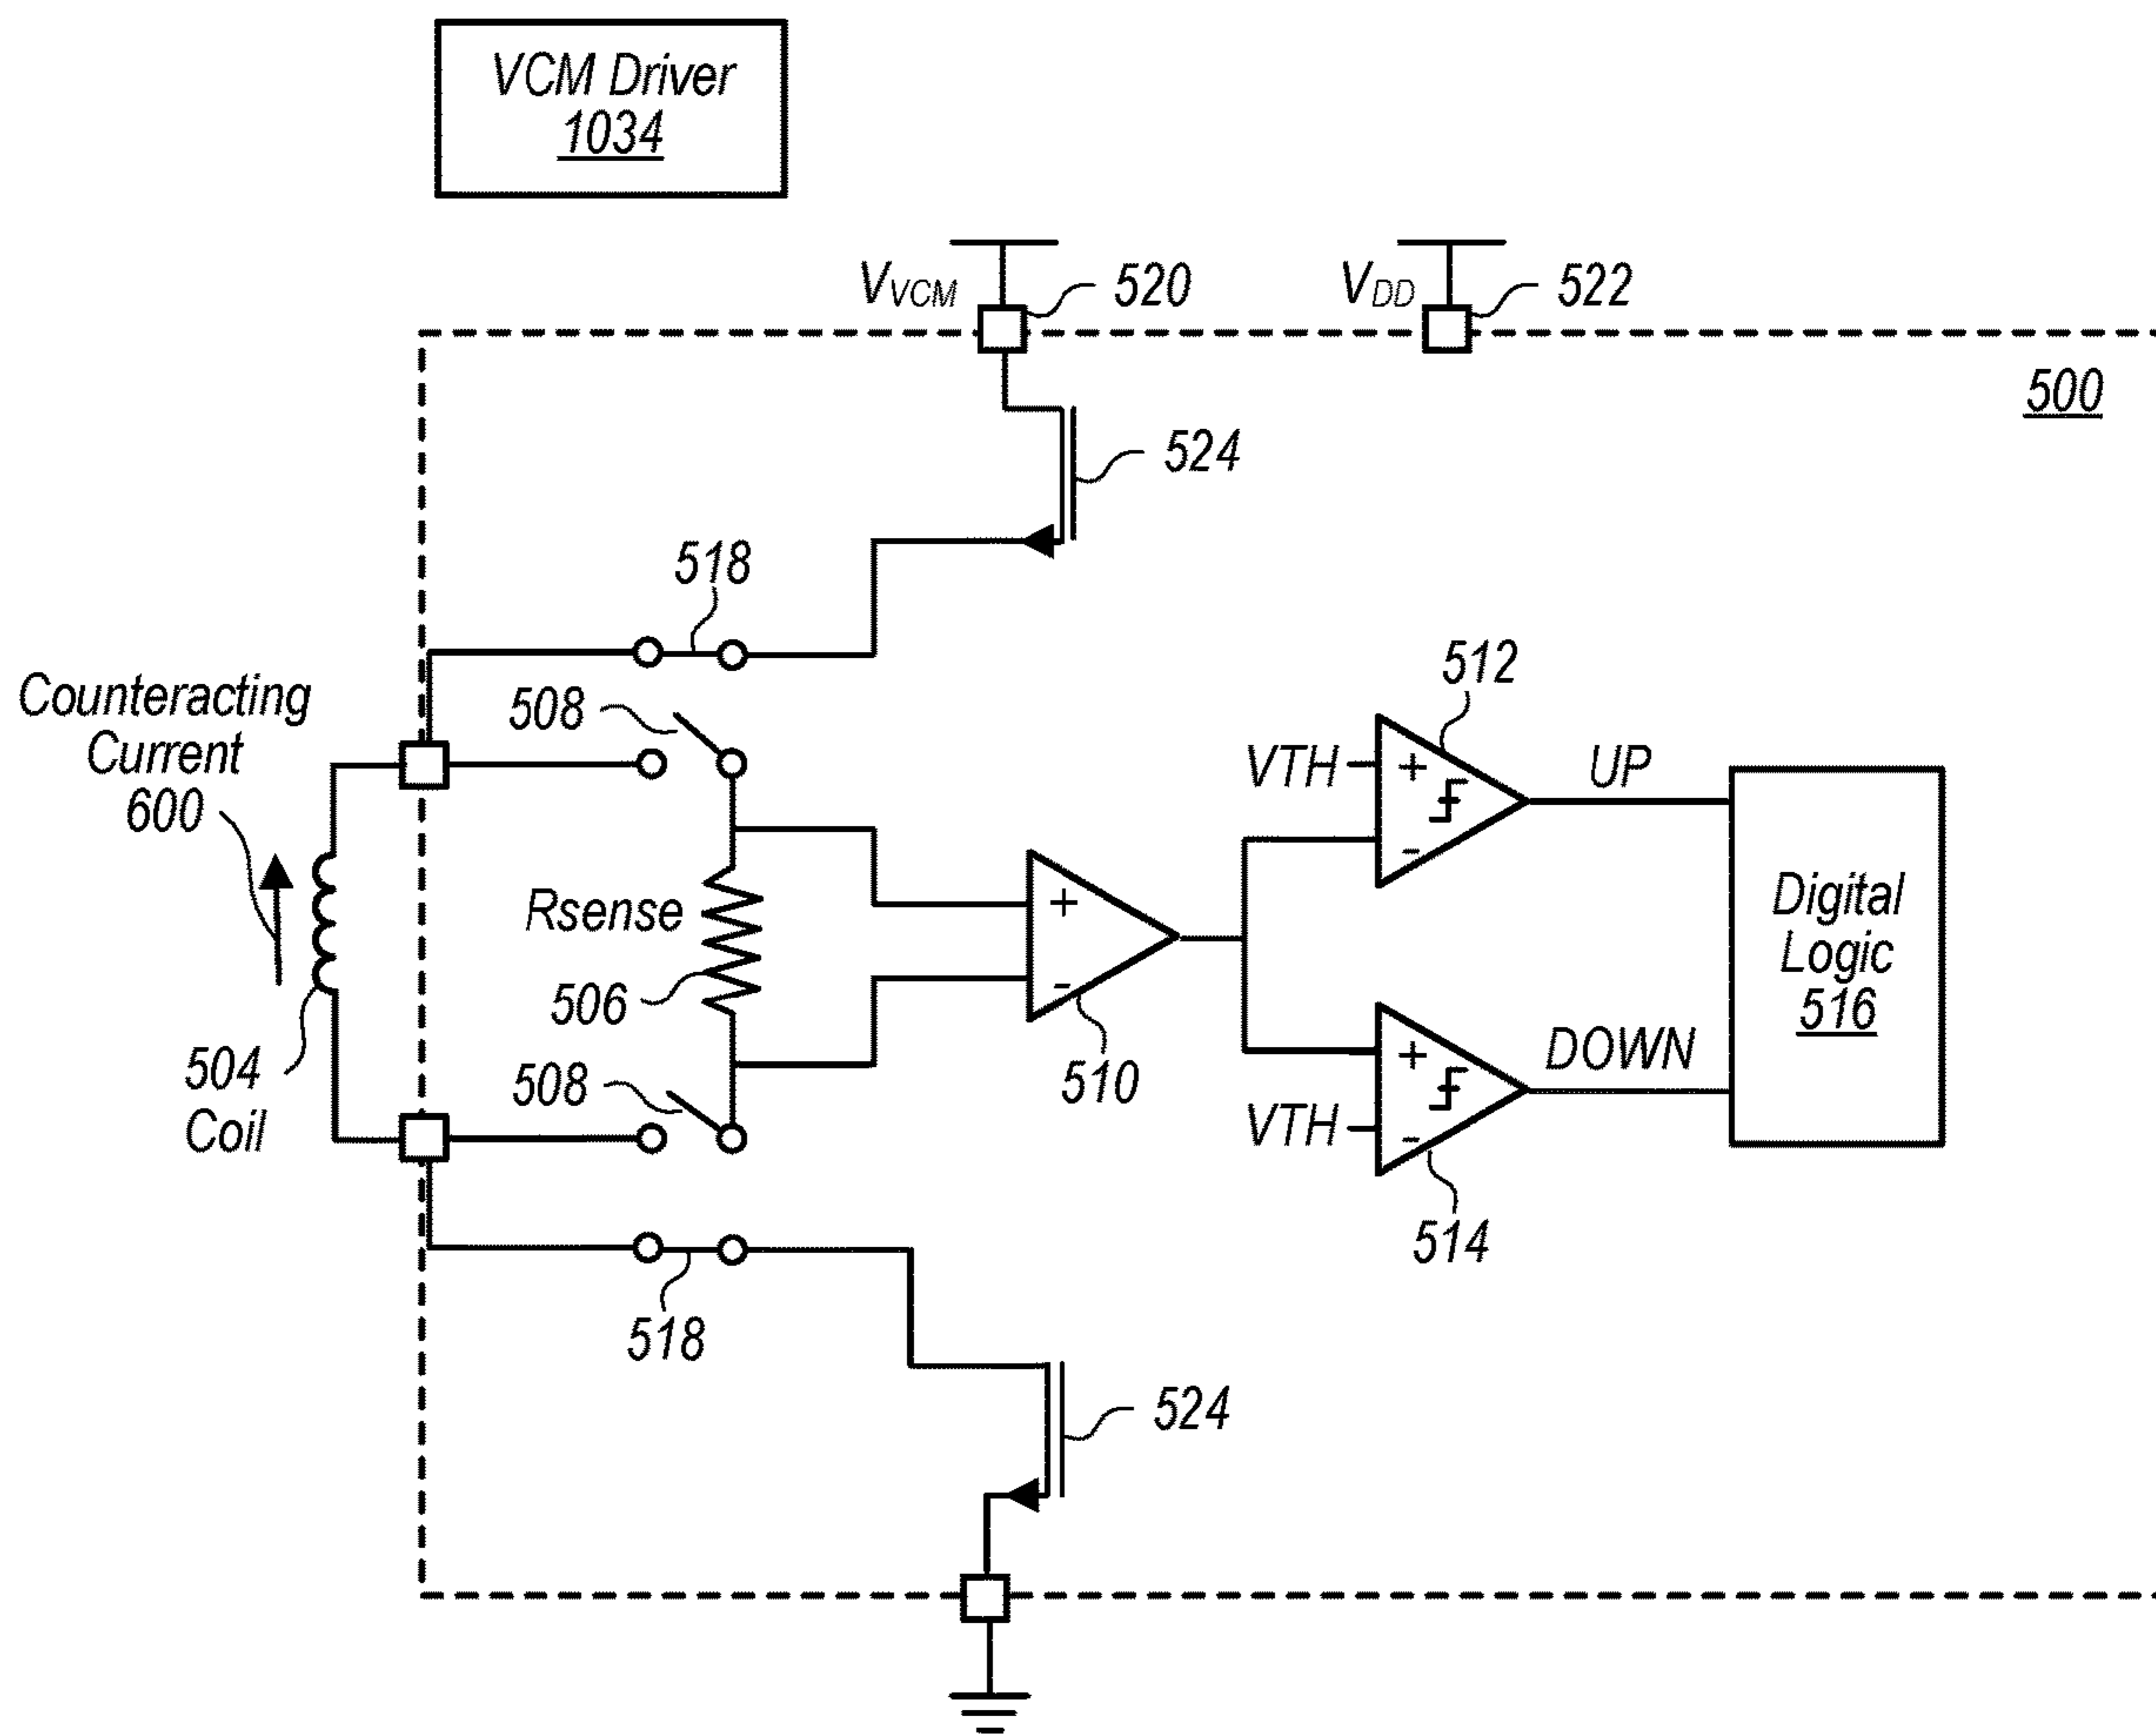 VCM Driver
1034
VVCM
520
VDD
522
500
524
518
512
Counteracting
Current
600
508
VTH
+
-
UP
Rsense
506
+
-
510
Digital
Logic
516
504
Coil
508
+
-
VTH
DOWN
514
518
524